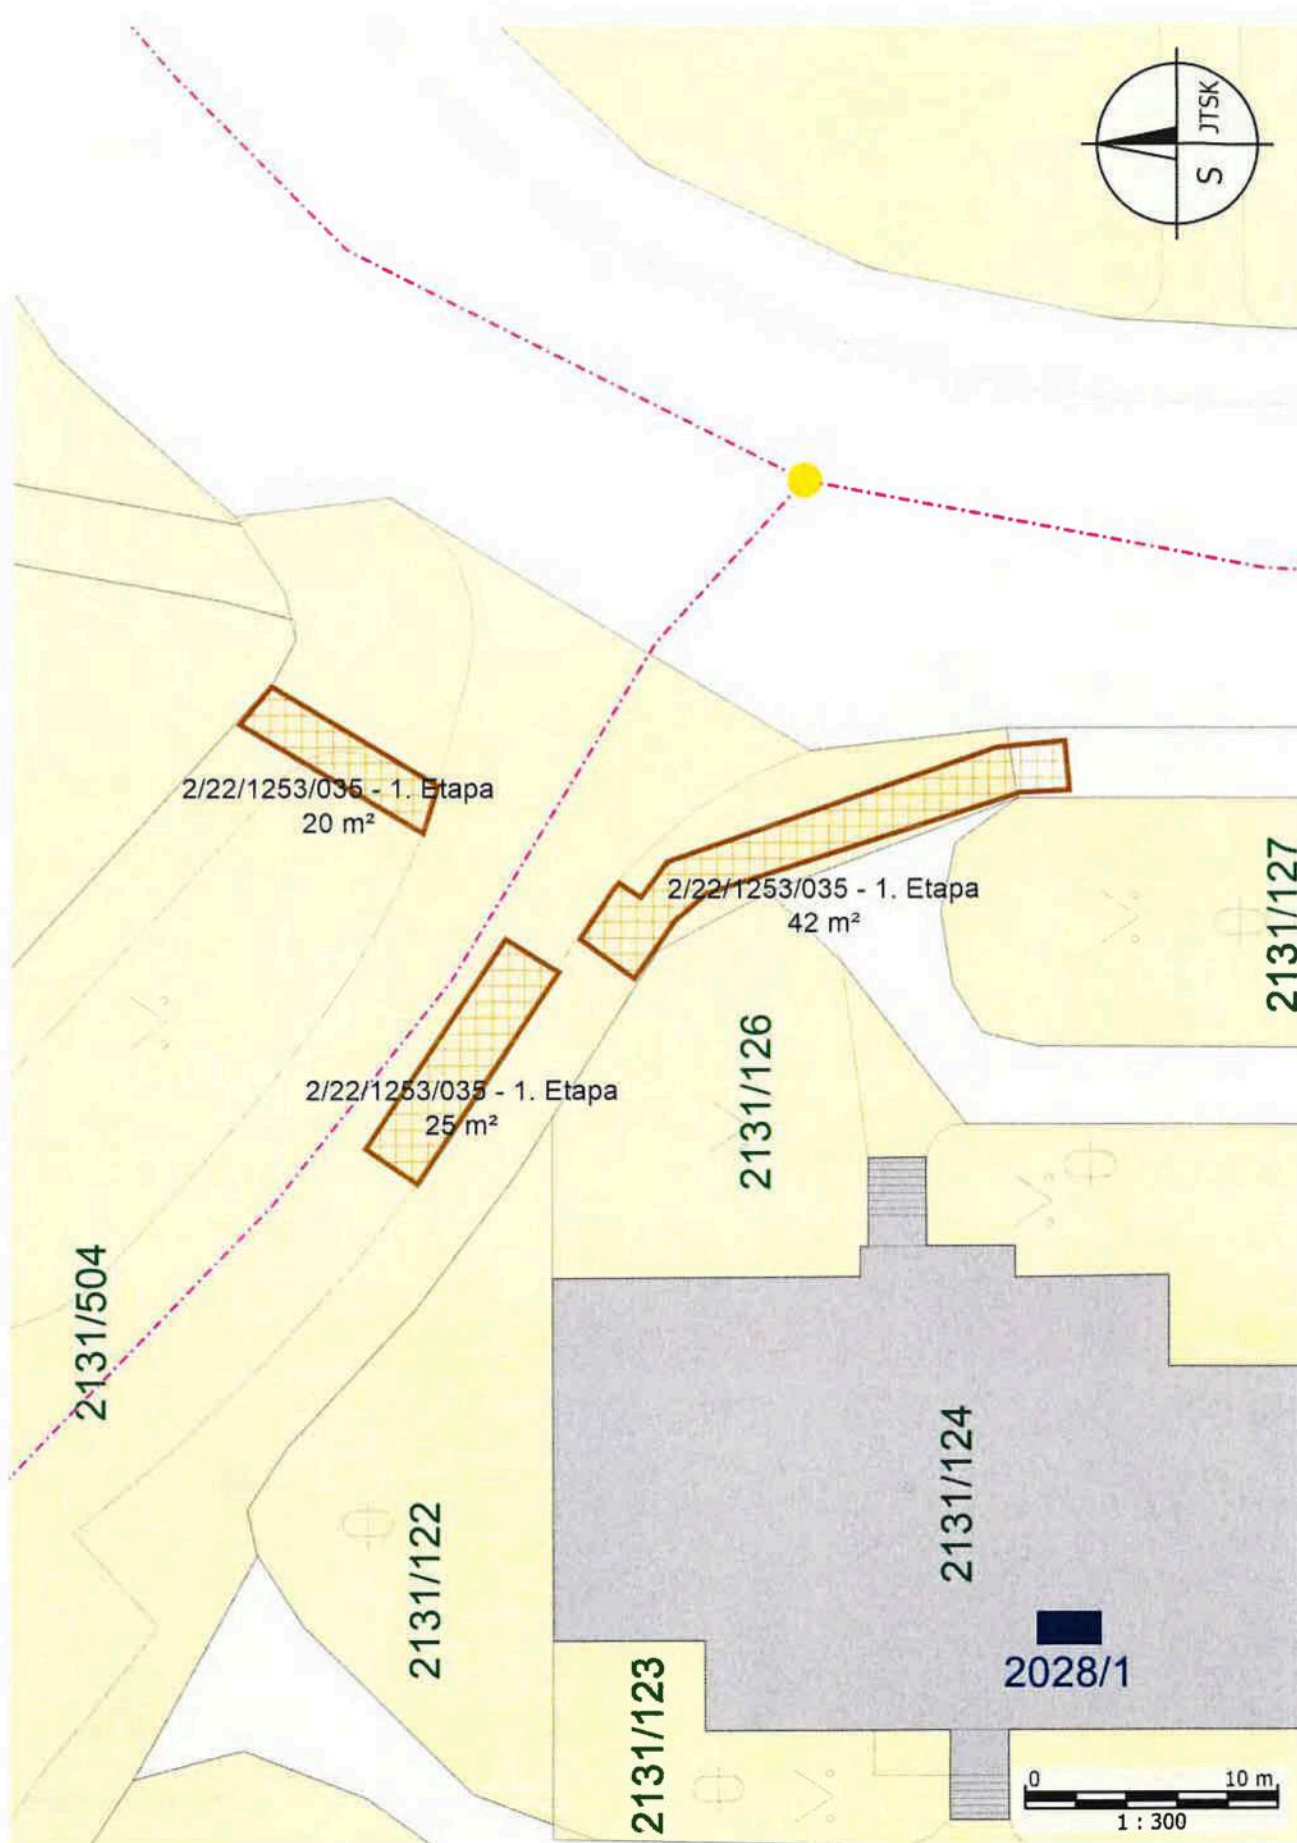 S JTSK
2/22/1253/035 - 1. Etapa
20 m²
2/22/1253/035 - 1. Etapa
42 m²
2131/127
2/22/1253/035 - 1. Etapa
25 m²
2131/126
2131/504
2131/124
2131/122
2028/1
2131/123
0 10 m
1 : 300